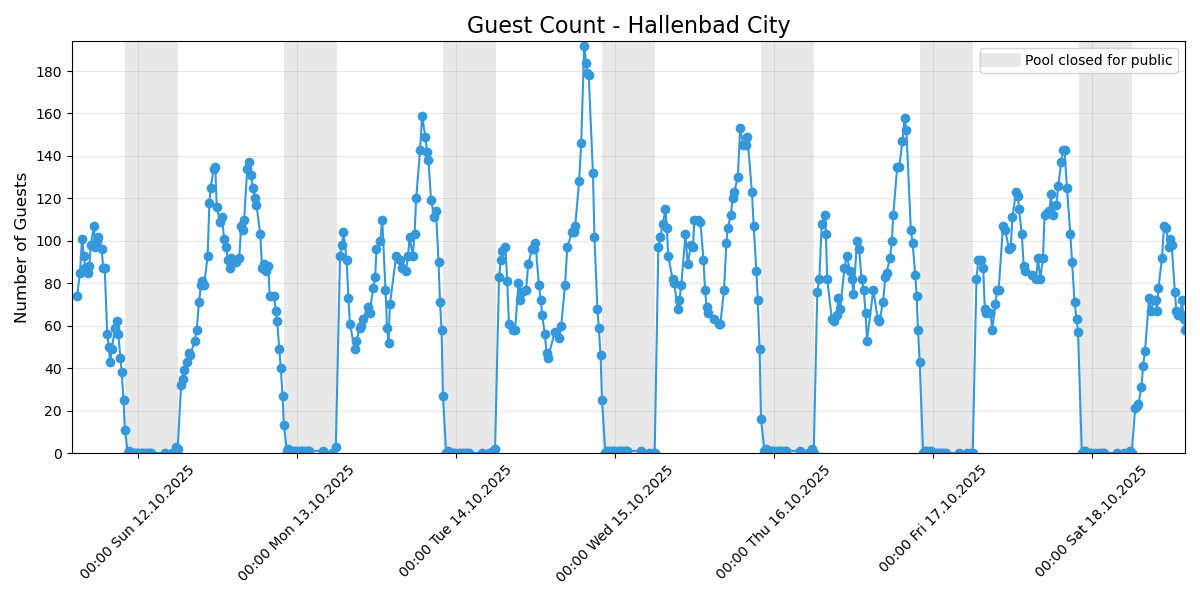 Guest Count - Hallenbad City
Pool closed for public
Number of Guests
180
160
140
120
100
80
60
40
20
0
00:00 Sun 12.10.2025
00:00 Mon 13.10.2025
00:00 Tue 14.10.2025
00:00 Wed 15.10.2025
00:00 Thu 16.10.2025
00:00 Fri 17.10.2025
00:00 Sat 18.10.2025